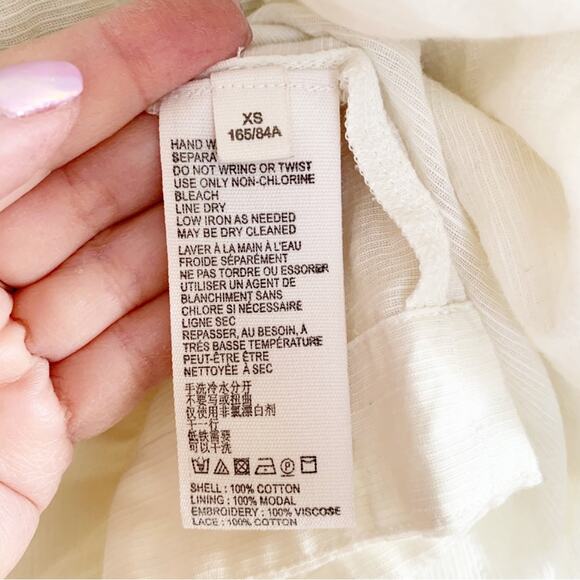 XS
165/84A
HAND W
SEPARA
DO NOT WRING OR TWIST
USE ONLY NON-CHLORINE
BLEACH
LINE DRY
LOW IRON AS NEEDED
MAY BE DRY CLEANED
LAVER À LA MAIN À L'EAU
FROIDE SÉPARÉMENT
NE PAS TORDRE OU ESSORER
UTILISER UN AGENT DE
BLANCHIMENT SANS
CHLORE SI NÉCESSAIRE
LIGNE SEC
REPASSER, AU BESOIN, À
TRÈS BASSE TEMPÉRATURE
PEUT-ÊTRE ÊTRE
NETTOYÉE À SEC
手洗冷水分开
不要写或扭曲
仅使用非氯漂白剂
干一行
低铁需要
可以干洗
SHELL : 100% COTTON
LINING : 100% MODAL
EMBROIDERY : 100% VISCOSE
LACE : 100% COTTON